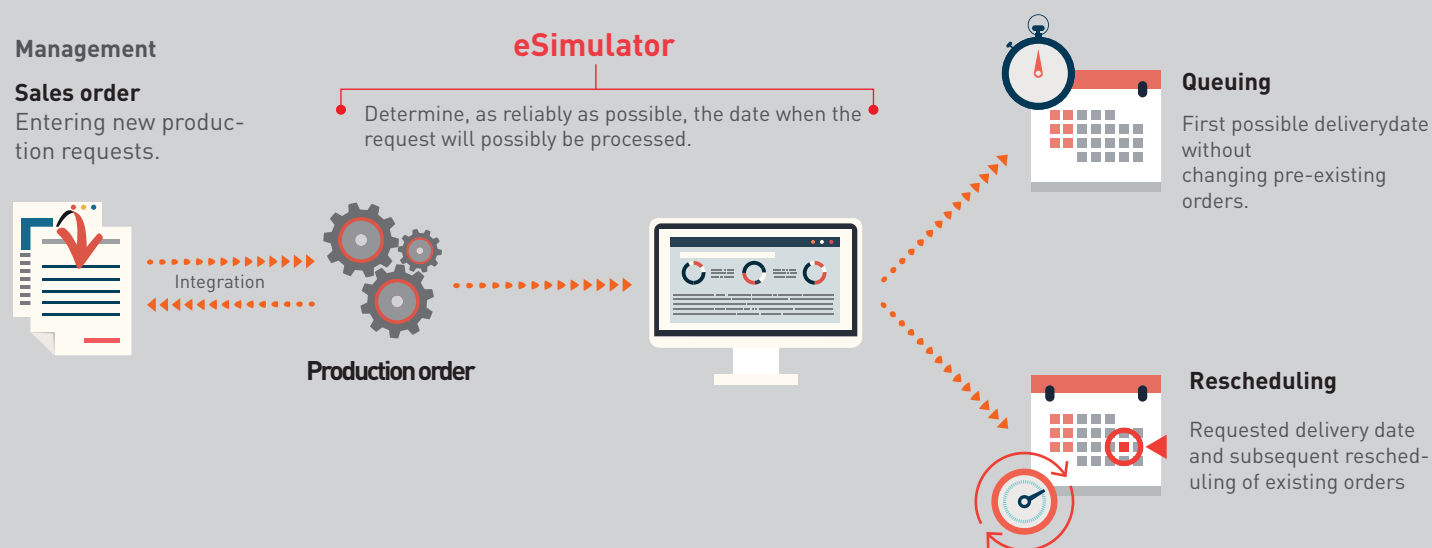 Management
Sales order
Entering new produc-
tion requests.
eSimulator
Determine, as reliably as possible, the date when the
request will possibly be processed.
Integration
Production order
Queuing
First possible deliverydate
without
changing pre-existing
orders.
Rescheduling
Requested delivery date
and subsequent resched-
uling of existing orders